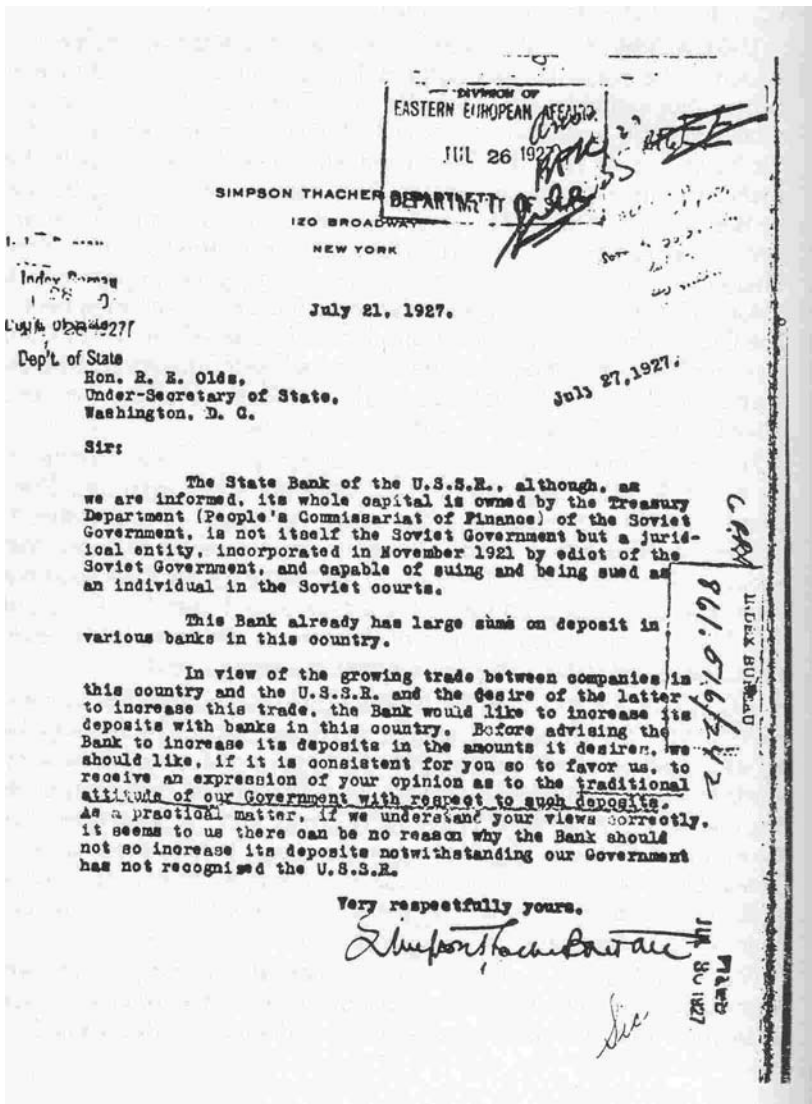 DIVISION OF
EASTERN EUROPEAN AFFAIRS
JUL 26 1927
DEPARTMENT OF
SIMPSON THACHER
120 BROADWAY
NEW YORK
July 21, 1927.
Index Bureau
Dep't. of State
July 27, 1927.
Hon. R. E. Olds,
Under-Secretary of State,
Washington, D. C.
Sir:
The State Bank of the U.S.S.R., although, as
we are informed, its whole capital is owned by the Treasury
Department (People's Commissariat of Finance) of the Soviet
Government, is not itself the Soviet Government but a jurid-
ical entity, incorporated in November 1921 by edict of the
Soviet Government, and capable of suing and being sued as
an individual in the Soviet courts.
This Bank already has large sums on deposit in
various banks in this country.
In view of the growing trade between companies in
this country and the U.S.S.R. and the desire of the latter
to increase this trade, the Bank would like to increase its
deposits with banks in this country. Before advising the
Bank to increase its deposits in the amounts it desires, we
should like, if it is consistent for you so to favor us, to
receive an expression of your opinion as to the traditional
attitude of our Government with respect to such deposits.
As a practical matter, if we understand your views correctly,
it seems to us there can be no reason why the Bank should
not so increase its deposits notwithstanding our Government
has not recognised the U.S.S.R.
Very respectfully yours,
Simpson Thacher Bartlett
861.516/242
INDEX BUREAU
FILED
JUL 30 1927